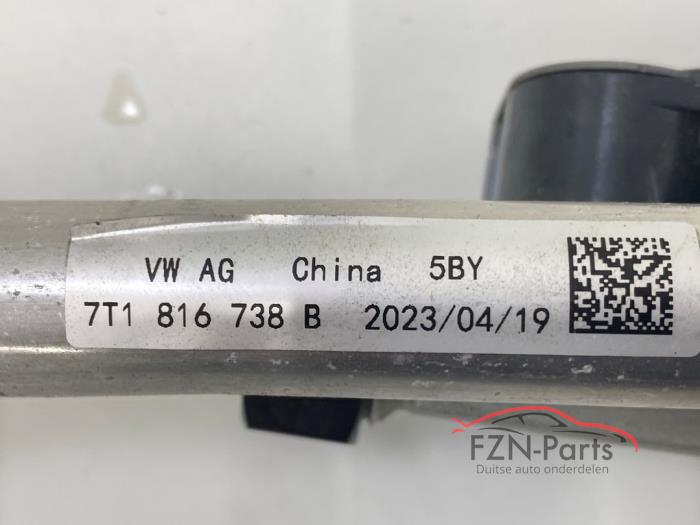 VW AG China 5BY
7T1 816 738 B 2023/04/19
FZN-Parts
Duitse auto onderdelen